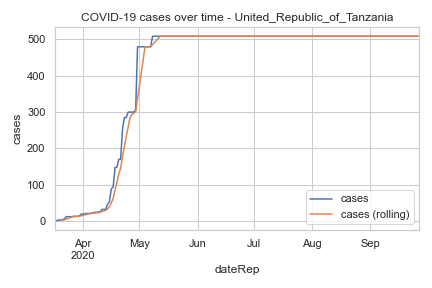 COVID-19 cases over time - United_Republic_of_Tanzania
500
400
300
200
100
0
cases
cases
cases (rolling)
Apr
2020
May
Jun
Jul
Aug
Sep
dateRep